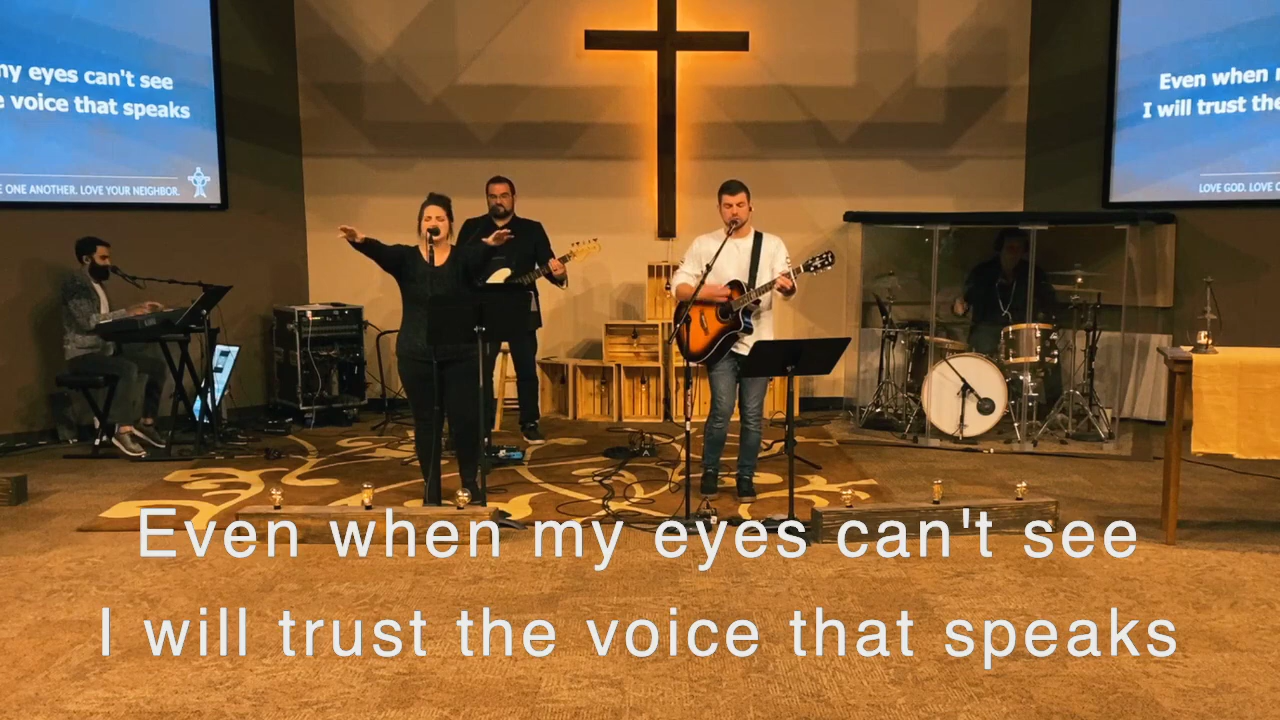 my eyes can't see
voice that speaks
ONE ANOTHER. LOVE YOUR NEIGHBOR.
Even when
I will trust the
LOVE GOD. LOVE
Even when my eyes can't see
I will trust the voice that speaks